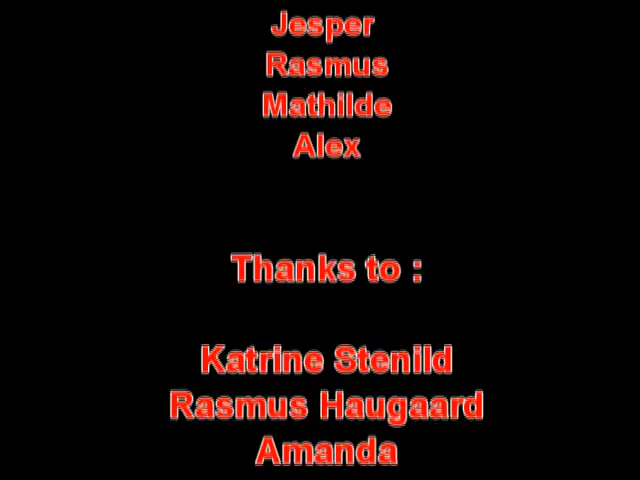 Jesper
Rasmus
Mathilde
Alex
Thanks to :
Katrine Stenild
Rasmus Haugaard
Amanda